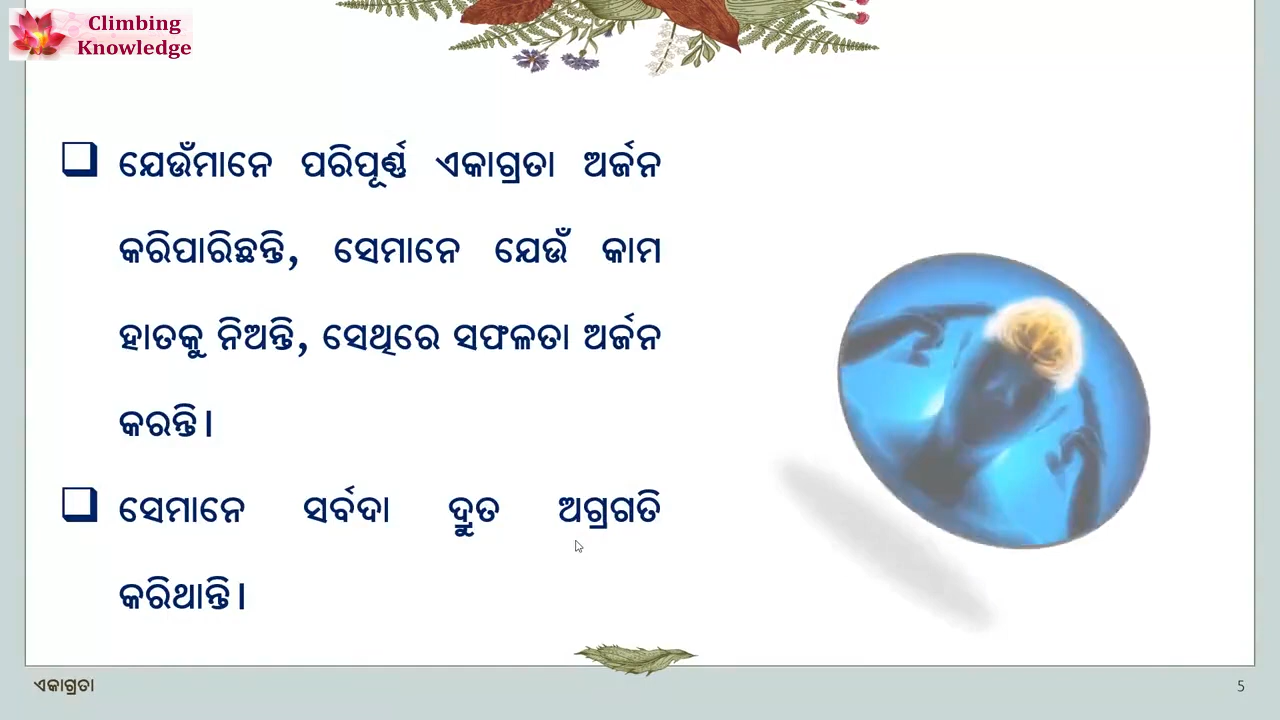 Climbing
Knowledge
ଯେଉଁମାନେ ପରିପୂର୍ଣ୍ଣ ଏକାଗ୍ରତା ଅର୍ଜନ
କରିପାରିଛନ୍ତି, ସେମାନେ ଯେଉଁ କାମ
ହାତକୁ ନିଅନ୍ତି, ସେଥିରେ ସଫଳତା ଅର୍ଜନ
କରନ୍ତି।
ସେମାନେ ସର୍ବଦା ଦ୍ରୁତ ଅଗ୍ରଗତି
କରିଥାନ୍ତି।
ଏକାଗ୍ରତା
5